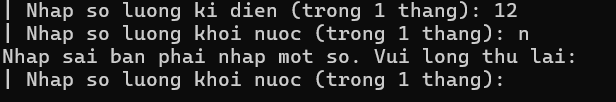 | Nhap so luong ki dien (trong 1 thang): 12
| Nhap so luong khoi nuoc (trong 1 thang): n
Nhap sai ban phai nhap mot so. Vui long thu lai:
| Nhap so luong khoi nuoc (trong 1 thang):